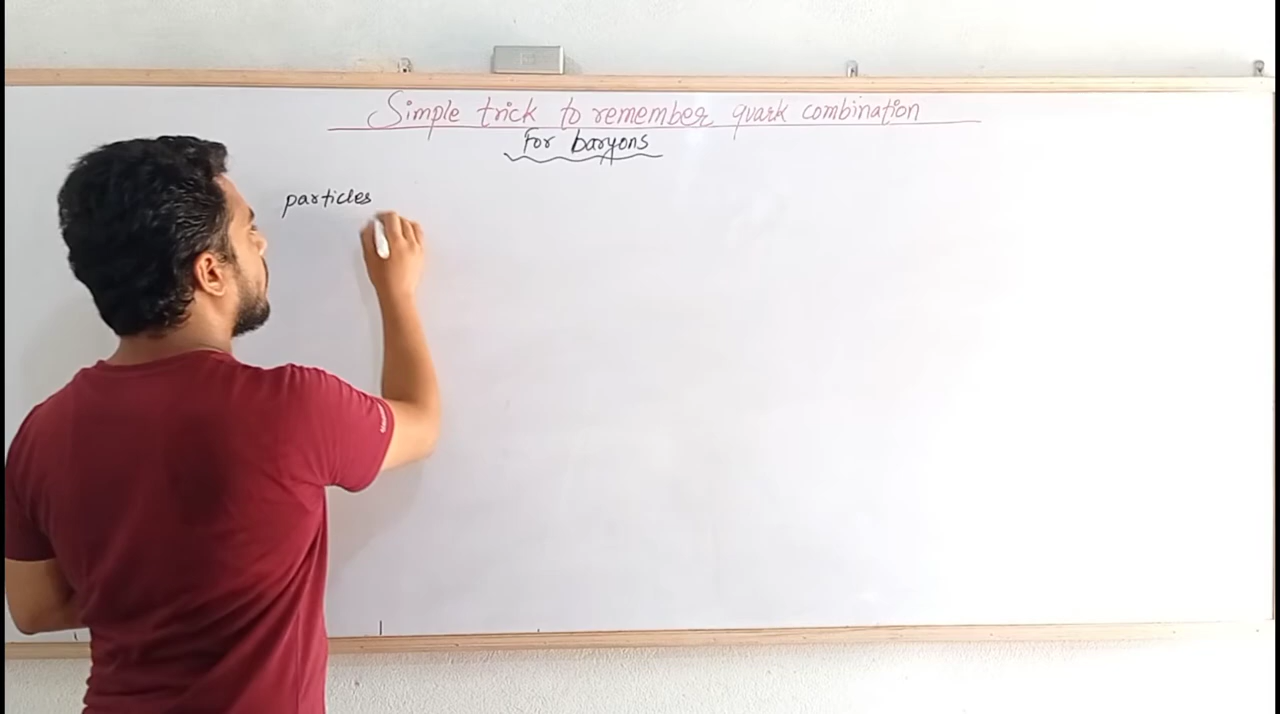 Simple trick to remember quark combination
For baryons
particles